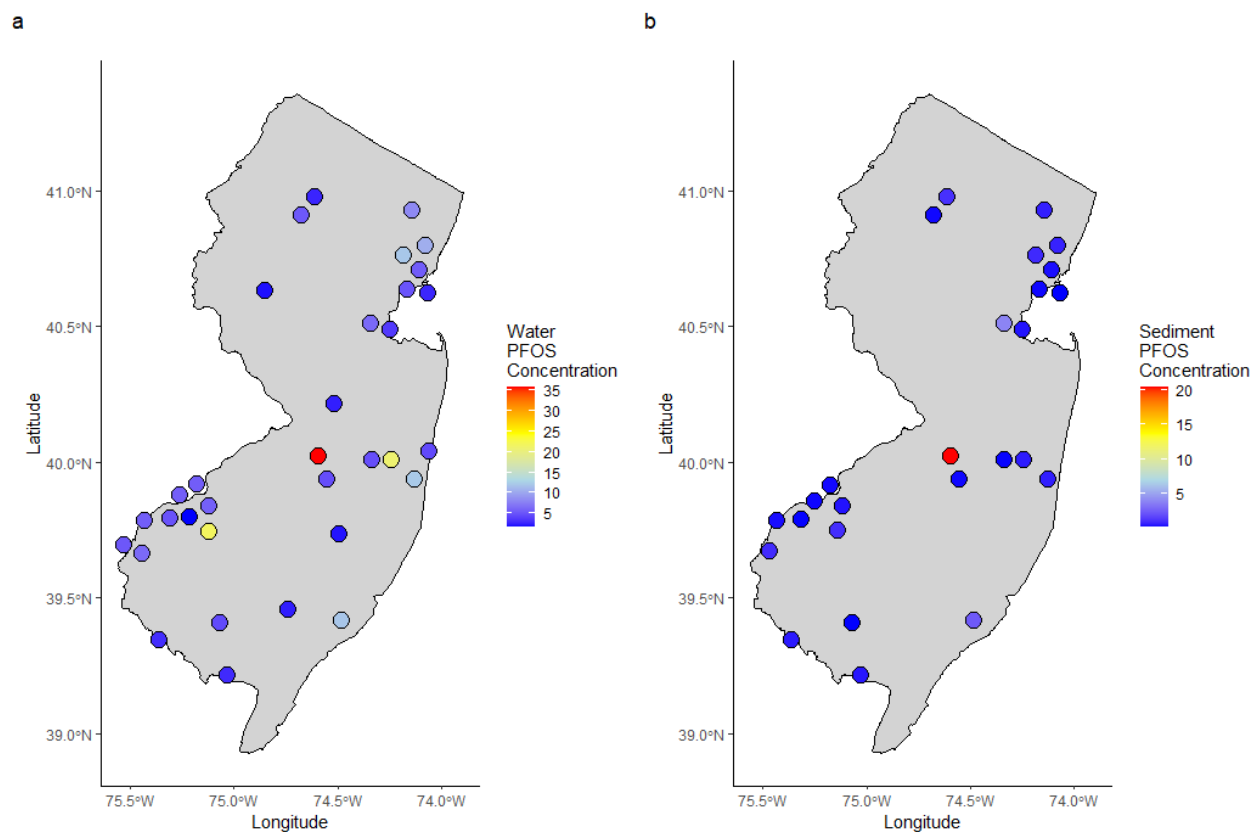 a
b
41.0°N
40.5°N
40.0°N
39.5°N
39.0°N
Latitude
75.5°W
75.0°W
74.5°W
74.0°W
Longitude
Water
PFOS
Concentration
35
30
25
20
15
10
5
41.0°N
40.5°N
40.0°N
39.5°N
39.0°N
Latitude
75.5°W
75.0°W
74.5°W
74.0°W
Longitude
Sediment
PFOS
Concentration
20
15
10
5